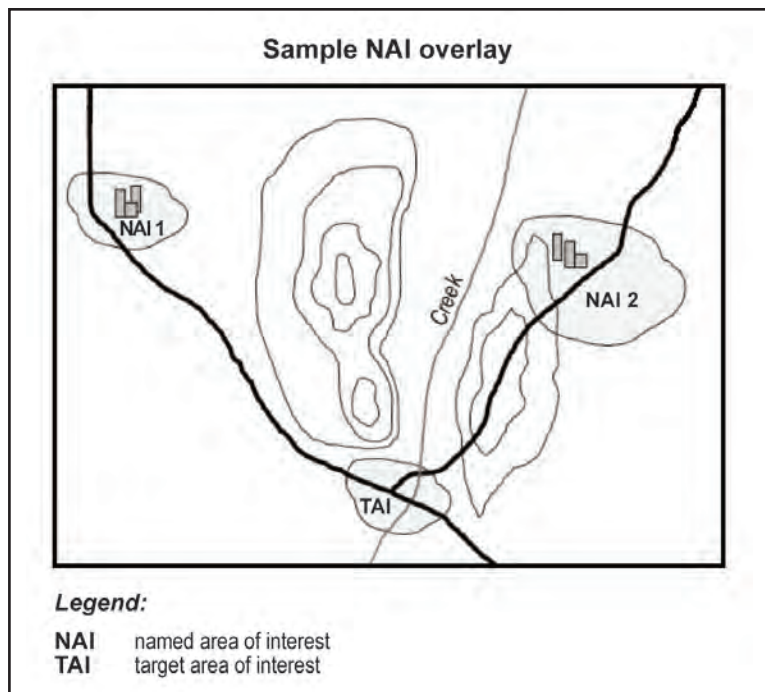 Sample NAI overlay
NAI 1
Creek
NAI 2
TAI
Legend:
NAI named area of interest
TAI target area of interest